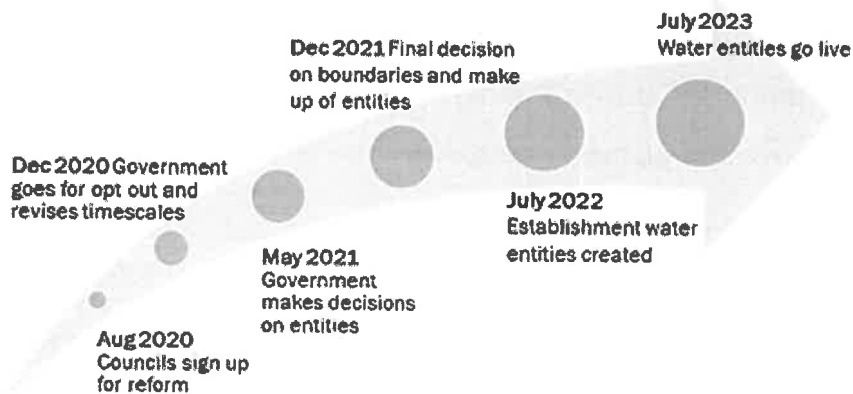 Aug 2020
Councils sign up
for reform
Dec 2020 Government
goes for opt out and
revises timescales
May 2021
Government
makes decisions
on entities
Dec 2021 Final decision
on boundaries and make
up of entities
July 2022
Establishment water
entities created
July 2023
Water entities go live